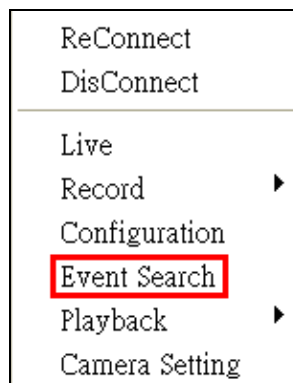 ReConnect
DisConnect
Live
Record
Configuration
Event Search
Playback
Camera Setting